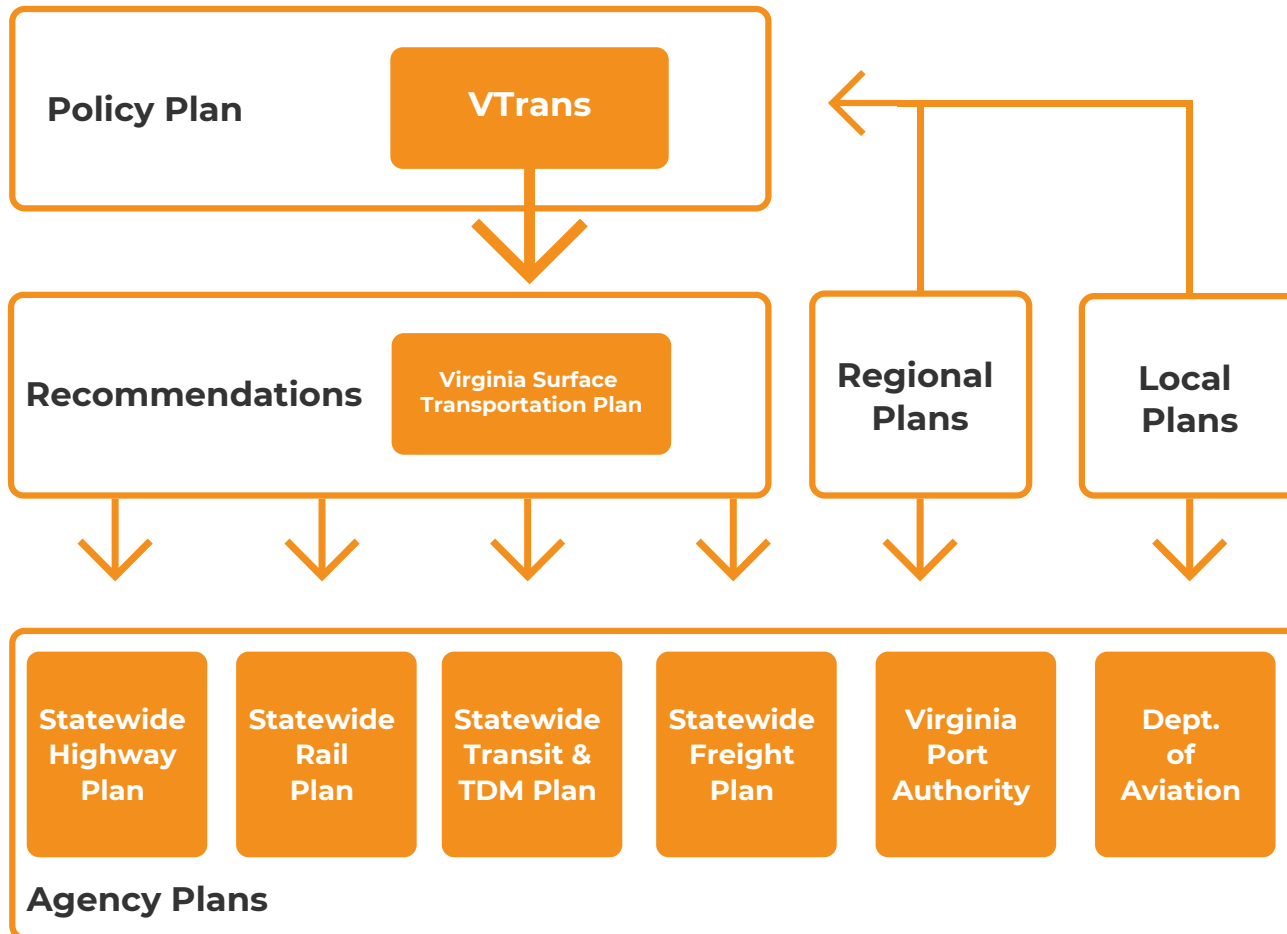 Policy Plan
VTrans
Recommendations
Virginia Surface
Transportation Plan
Regional
Plans
Local
Plans
Statewide
Highway
Plan
Statewide
Rail
Plan
Statewide
Transit &
TDM Plan
Statewide
Freight
Plan
Virginia
Port
Authority
Dept.
of
Aviation
Agency Plans